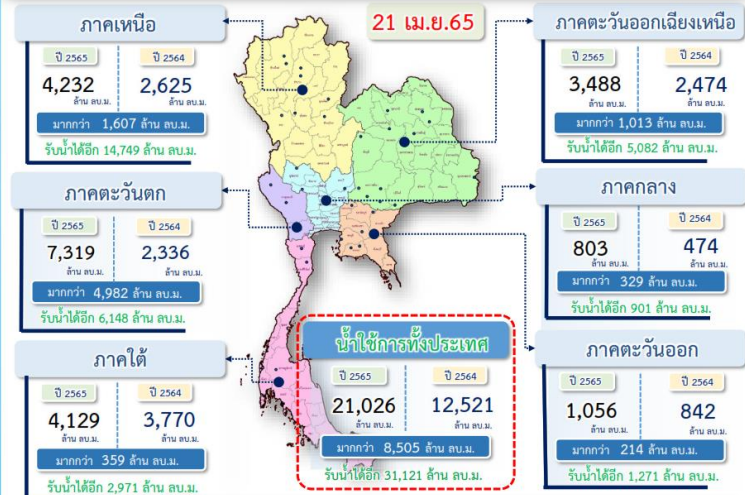 21 เม.ย.65
ภาคเหนือ
ปี 2565 ปี 2564
4,232 2,625
ล้าน ลบ.ม. ล้าน ลบ.ม.
มากกว่า 1,607 ล้าน ลบ.ม.
รับน้ำได้อีก 14,749 ล้าน ลบ.ม.
ภาคตะวันออกเฉียงเหนือ
ปี 2565 ปี 2564
3,488 2,474
ล้าน ลบ.ม. ล้าน ลบ.ม.
มากกว่า 1,013 ล้าน ลบ.ม.
รับน้ำได้อีก 5,082 ล้าน ลบ.ม.
ภาคตะวันตก
ปี 2565 ปี 2564
7,319 2,336
ล้าน ลบ.ม. ล้าน ลบ.ม.
มากกว่า 4,982 ล้าน ลบ.ม.
รับน้ำได้อีก 6,148 ล้าน ลบ.ม.
ภาคกลาง
ปี 2565 ปี 2564
803 474
ล้าน ลบ.ม. ล้าน ลบ.ม.
มากกว่า 329 ล้าน ลบ.ม.
รับน้ำได้อีก 901 ล้าน ลบ.ม.
ภาคใต้
ปี 2565 ปี 2564
4,129 3,770
ล้าน ลบ.ม. ล้าน ลบ.ม.
มากกว่า 359 ล้าน ลบ.ม.
รับน้ำได้อีก 2,971 ล้าน ลบ.ม.
น้ำใช้การทั้งประเทศ
ปี 2565 ปี 2564
21,026 12,521
ล้าน ลบ.ม. ล้าน ลบ.ม.
มากกว่า 8,505 ล้าน ลบ.ม.
รับน้ำได้อีก 31,121 ล้าน ลบ.ม.
ภาคตะวันออก
ปี 2565 ปี 2564
1,056 842
ล้าน ลบ.ม. ล้าน ลบ.ม.
มากกว่า 214 ล้าน ลบ.ม.
รับน้ำได้อีก 1,271 ล้าน ลบ.ม.